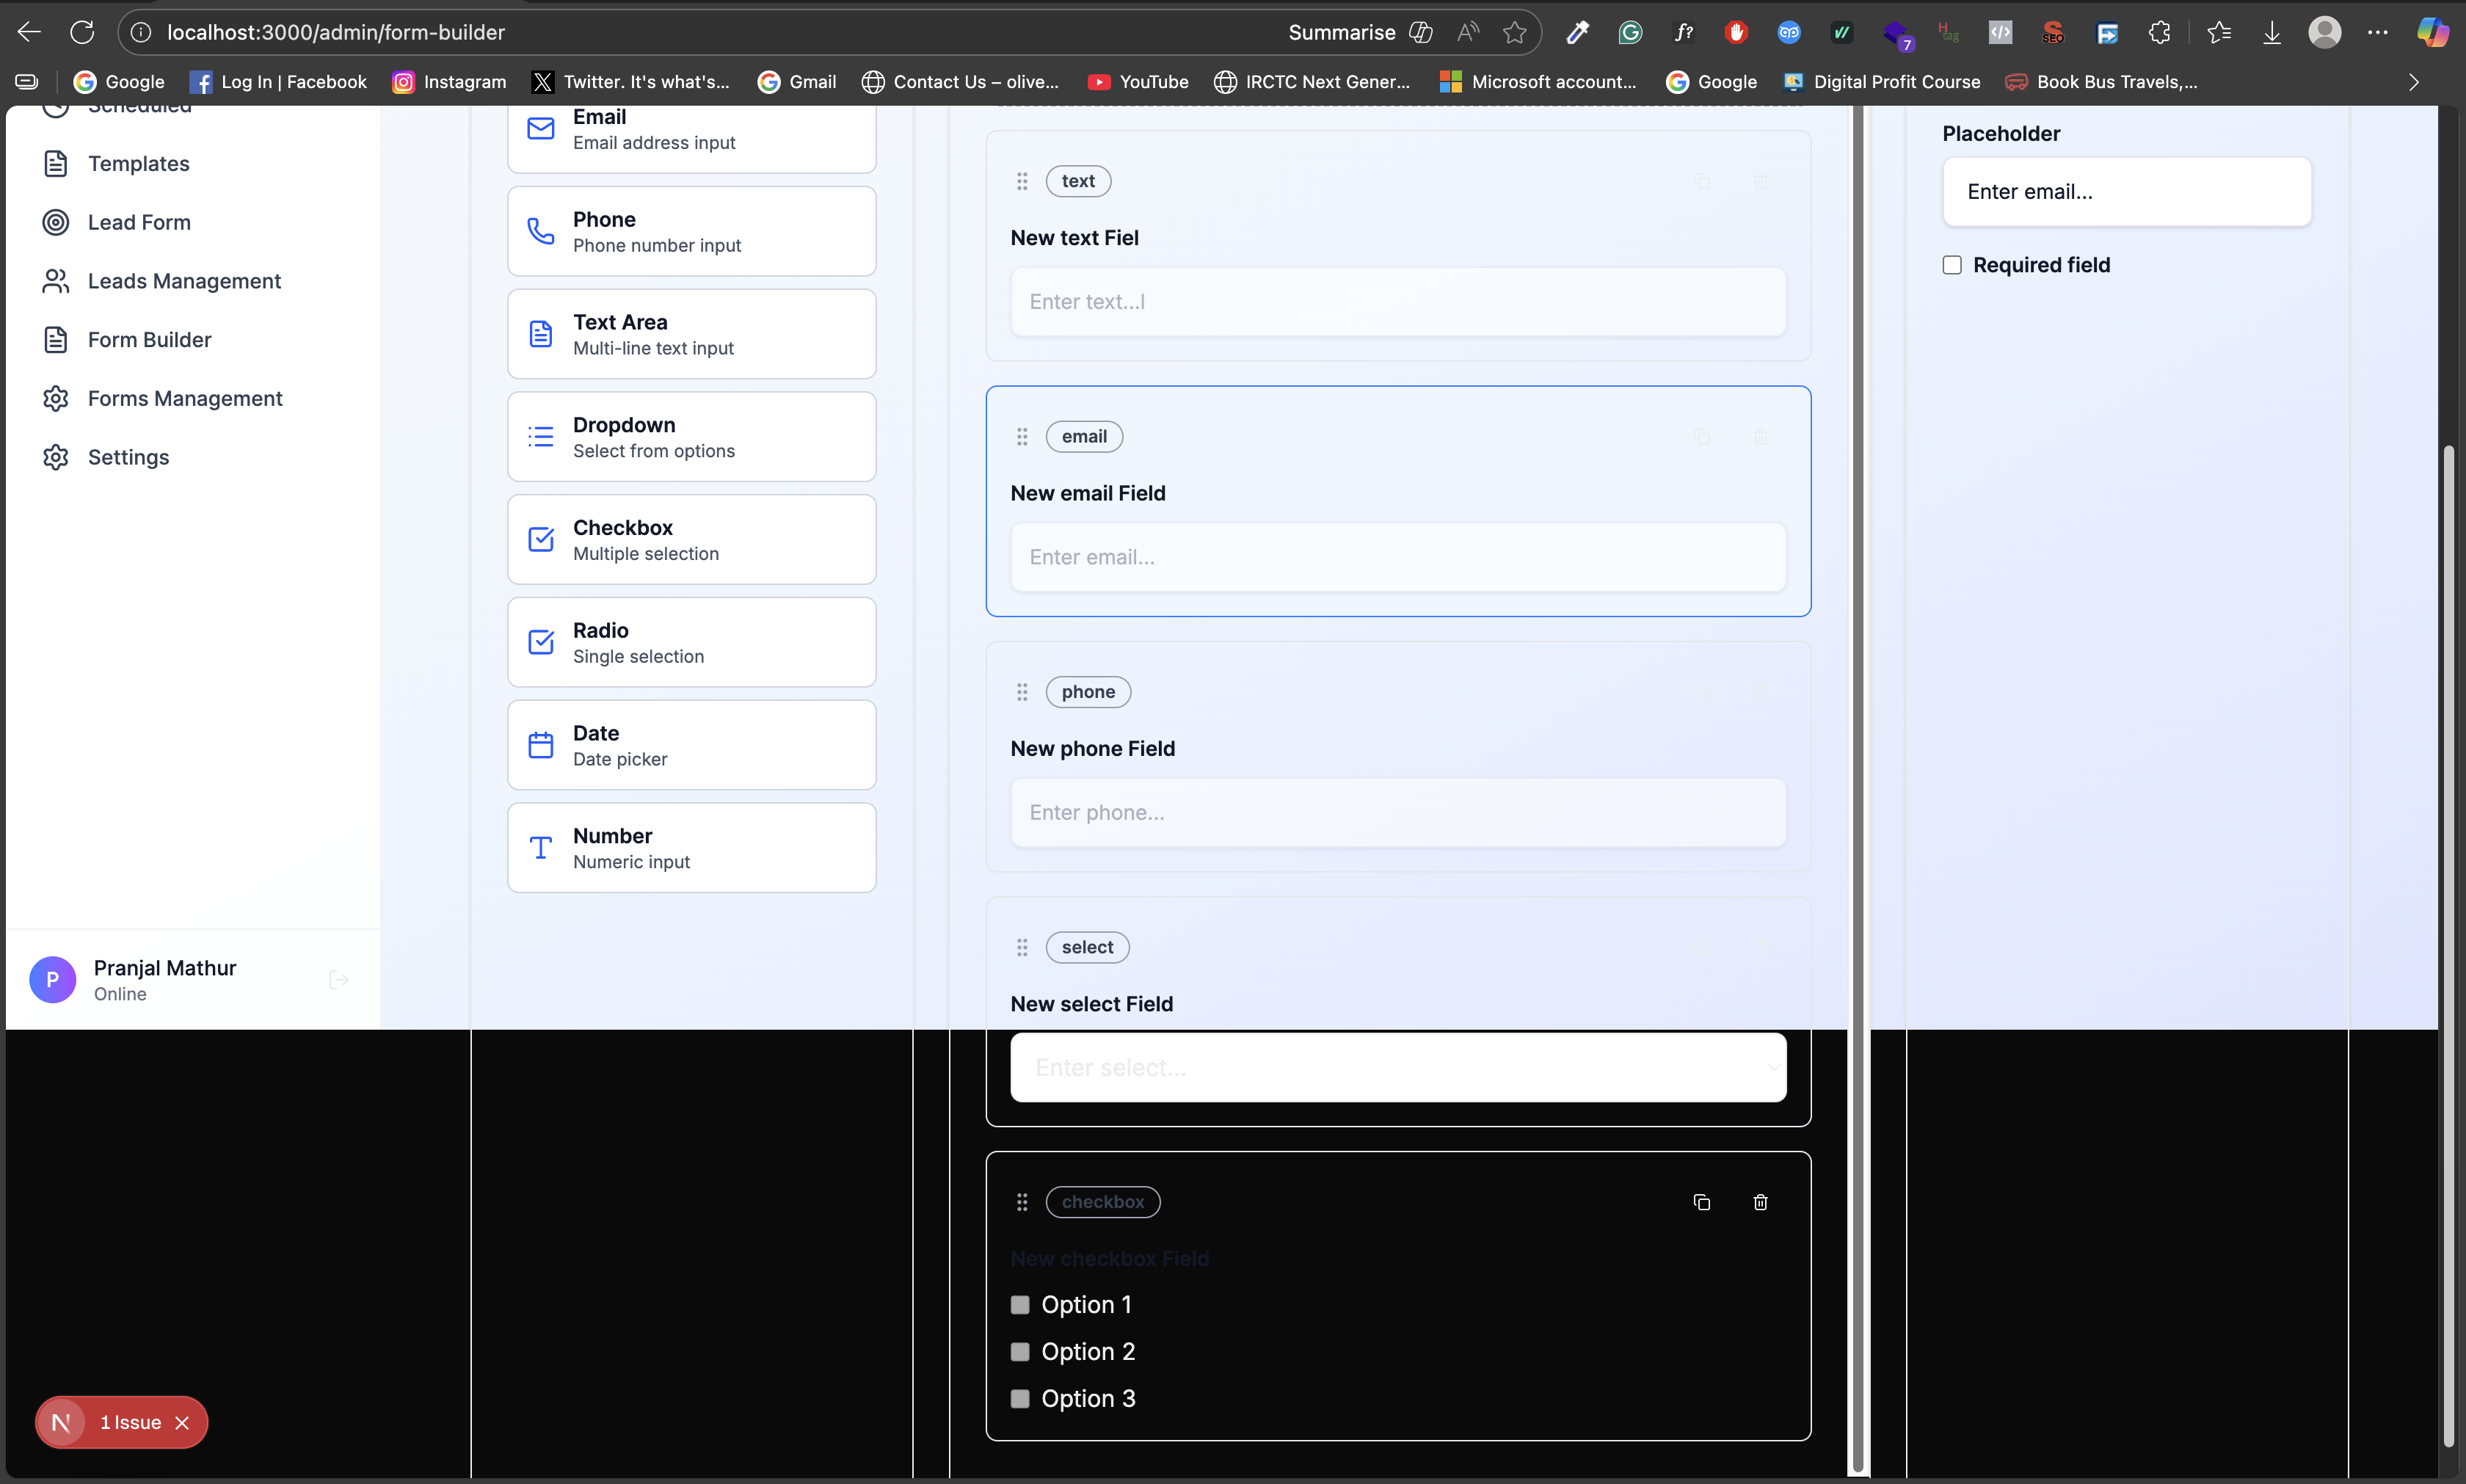 localhost:3000/admin/form-builder
Summarise
Google
Log In | Facebook
Instagram
Twitter. It's what's...
Gmail
Contact Us – olive...
YouTube
IRCTC Next Gener...
Microsoft account...
Google
Digital Profit Course
Book Bus Travels,...
Scheduled
Templates
Lead Form
Leads Management
Form Builder
Forms Management
Settings
Pranjal Mathur
Online
P
1 Issue
Email
Email address input
Phone
Phone number input
Text Area
Multi-line text input
Dropdown
Select from options
Checkbox
Multiple selection
Radio
Single selection
Date
Date picker
Number
Numeric input
text
New text Fiel
Enter text...l
email
New email Field
Enter email...
phone
New phone Field
Enter phone...
select
New select Field
Enter select...
checkbox
New checkbox Field
Option 1
Option 2
Option 3
Placeholder
Enter email...
Required field